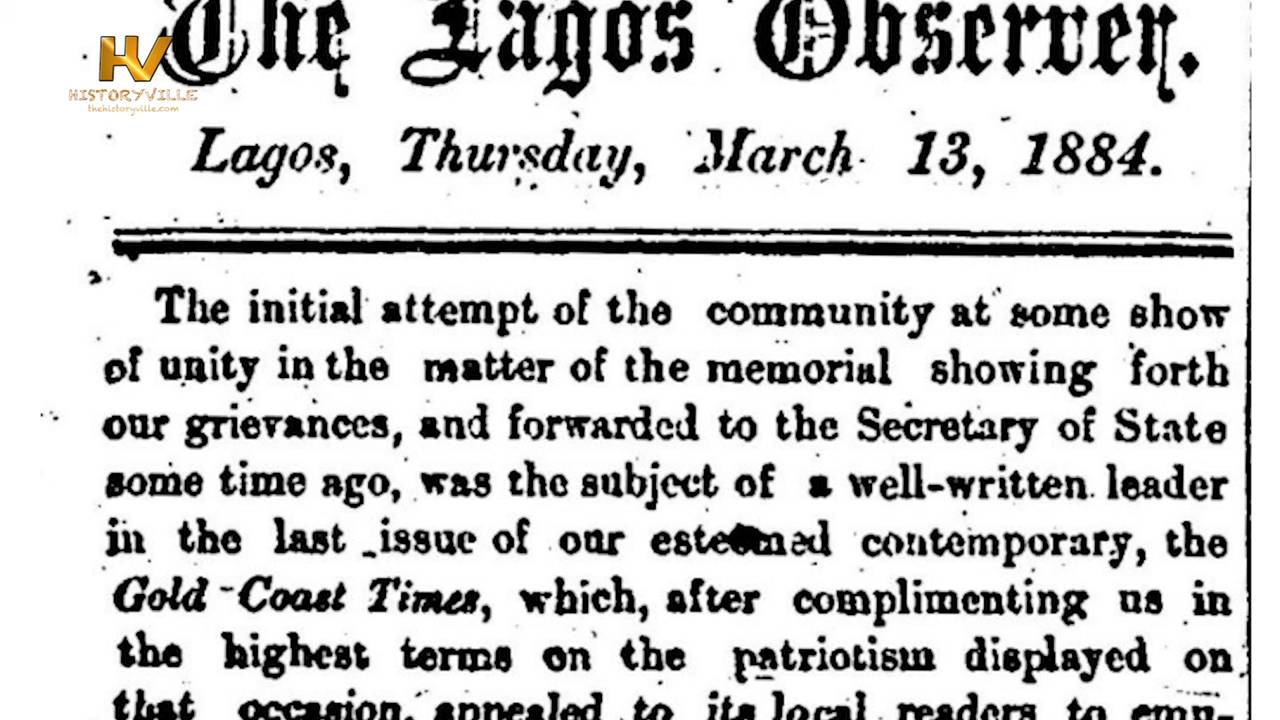 The Lagos Observer.
HV
HISTORYVILLE
thehistoryville.com
Lagos, Thursday, March 13, 1884.
The initial attempt of the community at some show
of unity in the matter of the memorial showing forth
our grievances, and forwarded to the Secretary of State
some time ago, was the subject of a well-written leader
in the last issue of our esteemed contemporary, the
Gold-Coast Times, which, after complimenting us in
the highest terms on the patriotism displayed on
that occasion, appealed to its local readers to emu-